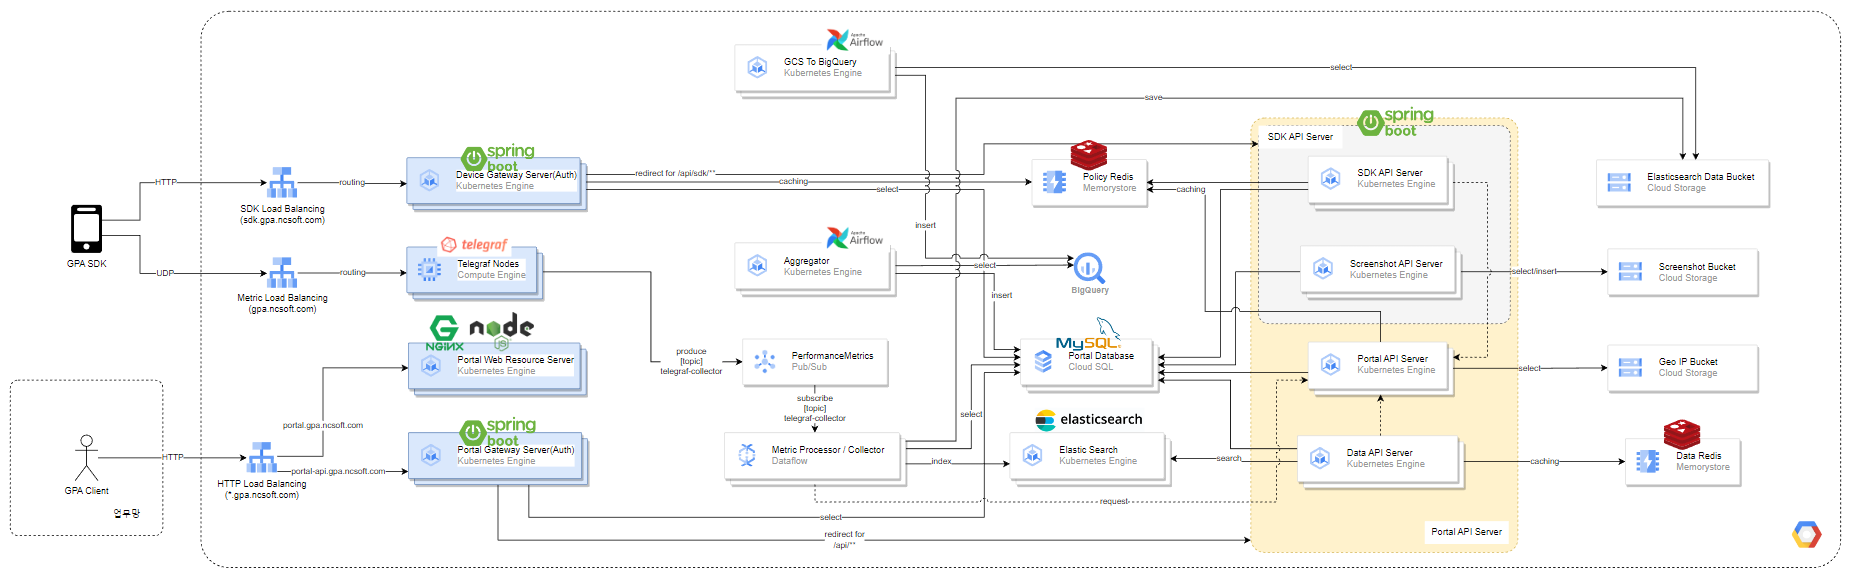 Apache
Airflow
GCS To BigQuery
Kubernetes Engine
select
save
spring
boot
SDK API Server
spring
boot
Device Gateway Server(Auth)
Kubernetes Engine
redirect for /api/sdk/**
caching
select
Policy Redis
Memorystore
caching
SDK API Server
Kubernetes Engine
Elasticsearch Data Bucket
Cloud Storage
HTTP
routing
SDK Load Balancing
(sdk.gpa.ncsoft.com)
GPA SDK
UDP
routing
Metric Load Balancing
(gpa.ncsoft.com)
telegraf
Telegraf Nodes
Compute Engine
insert
Apache
Airflow
Aggregator
Kubernetes Engine
select
insert
BigQuery
Screenshot API Server
Kubernetes Engine
select/insert
Screenshot Bucket
Cloud Storage
NGINX
node
JS
Portal Web Resource Server
Kubernetes Engine
produce
[topic]
telegraf-collector
PerformanceMetrics
Pub/Sub
subscribe
[topic]
telegraf-collector
MySQL
Portal Database
Cloud SQL
Portal API Server
Kubernetes Engine
select
Geo IP Bucket
Cloud Storage
GPA Client
업무망
HTTP
portal.gpa.ncsoft.com
portal-api.gpa.ncsoft.com
HTTP Load Balancing
(*.gpa.ncsoft.com)
spring
boot
Portal Gateway Server(Auth)
Kubernetes Engine
Metric Processor / Collector
Dataflow
select
index
elasticsearch
Elastic Search
Kubernetes Engine
search
Data API Server
Kubernetes Engine
caching
Data Redis
Memorystore
request
select
redirect for
/api/**
Portal API Server